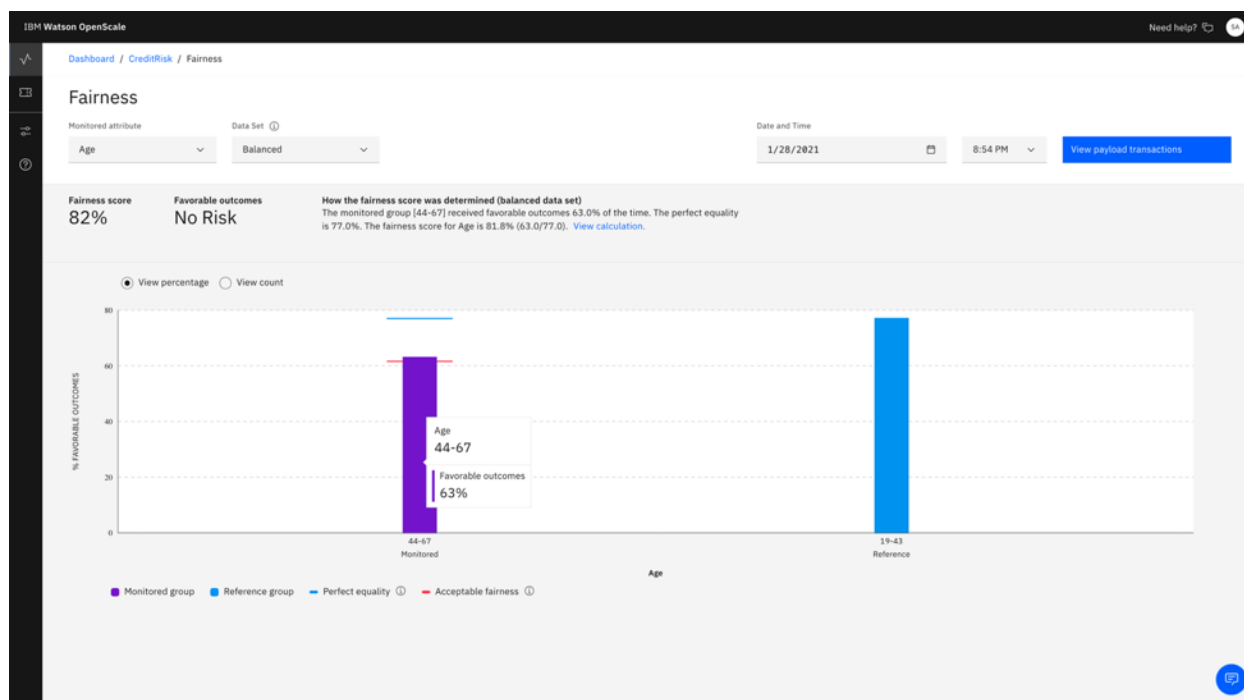 IBM Watson OpenScale
Need help?
SA
Dashboard / CreditRisk / Fairness
Fairness
Monitored attribute
Data Set
Date and Time
Age
Balanced
1/28/2021
8:54 PM
View payload transactions
Fairness score
82%
Favorable outcomes
No Risk
How the fairness score was determined (balanced data set)
The monitored group [44-67] received favorable outcomes 63.0% of the time. The perfect equality
is 77.0%. The fairness score for Age is 81.8% (63.0/77.0). View calculation.
View percentage
View count
% FAVORABLE OUTCOMES
80
60
40
20
0
Age
44-67
Favorable outcomes
63%
44-67
Monitored
19-43
Reference
Age
Monitored group
Reference group
Perfect equality
Acceptable fairness